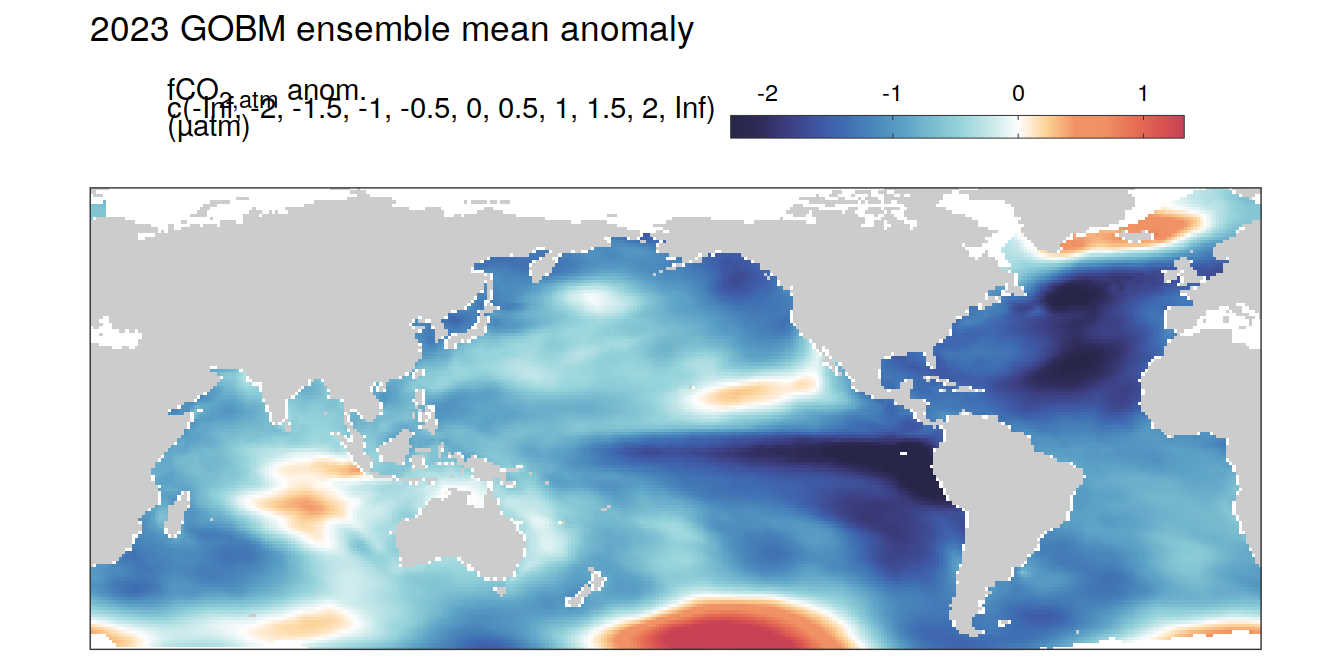 2023 GOBM ensemble mean anomaly
fCO₂,atm anom.
c(-Inf, -2, -1.5, -1, -0.5, 0, 0.5, 1, 1.5, 2, Inf)
(µatm)
-2 -1 0 1